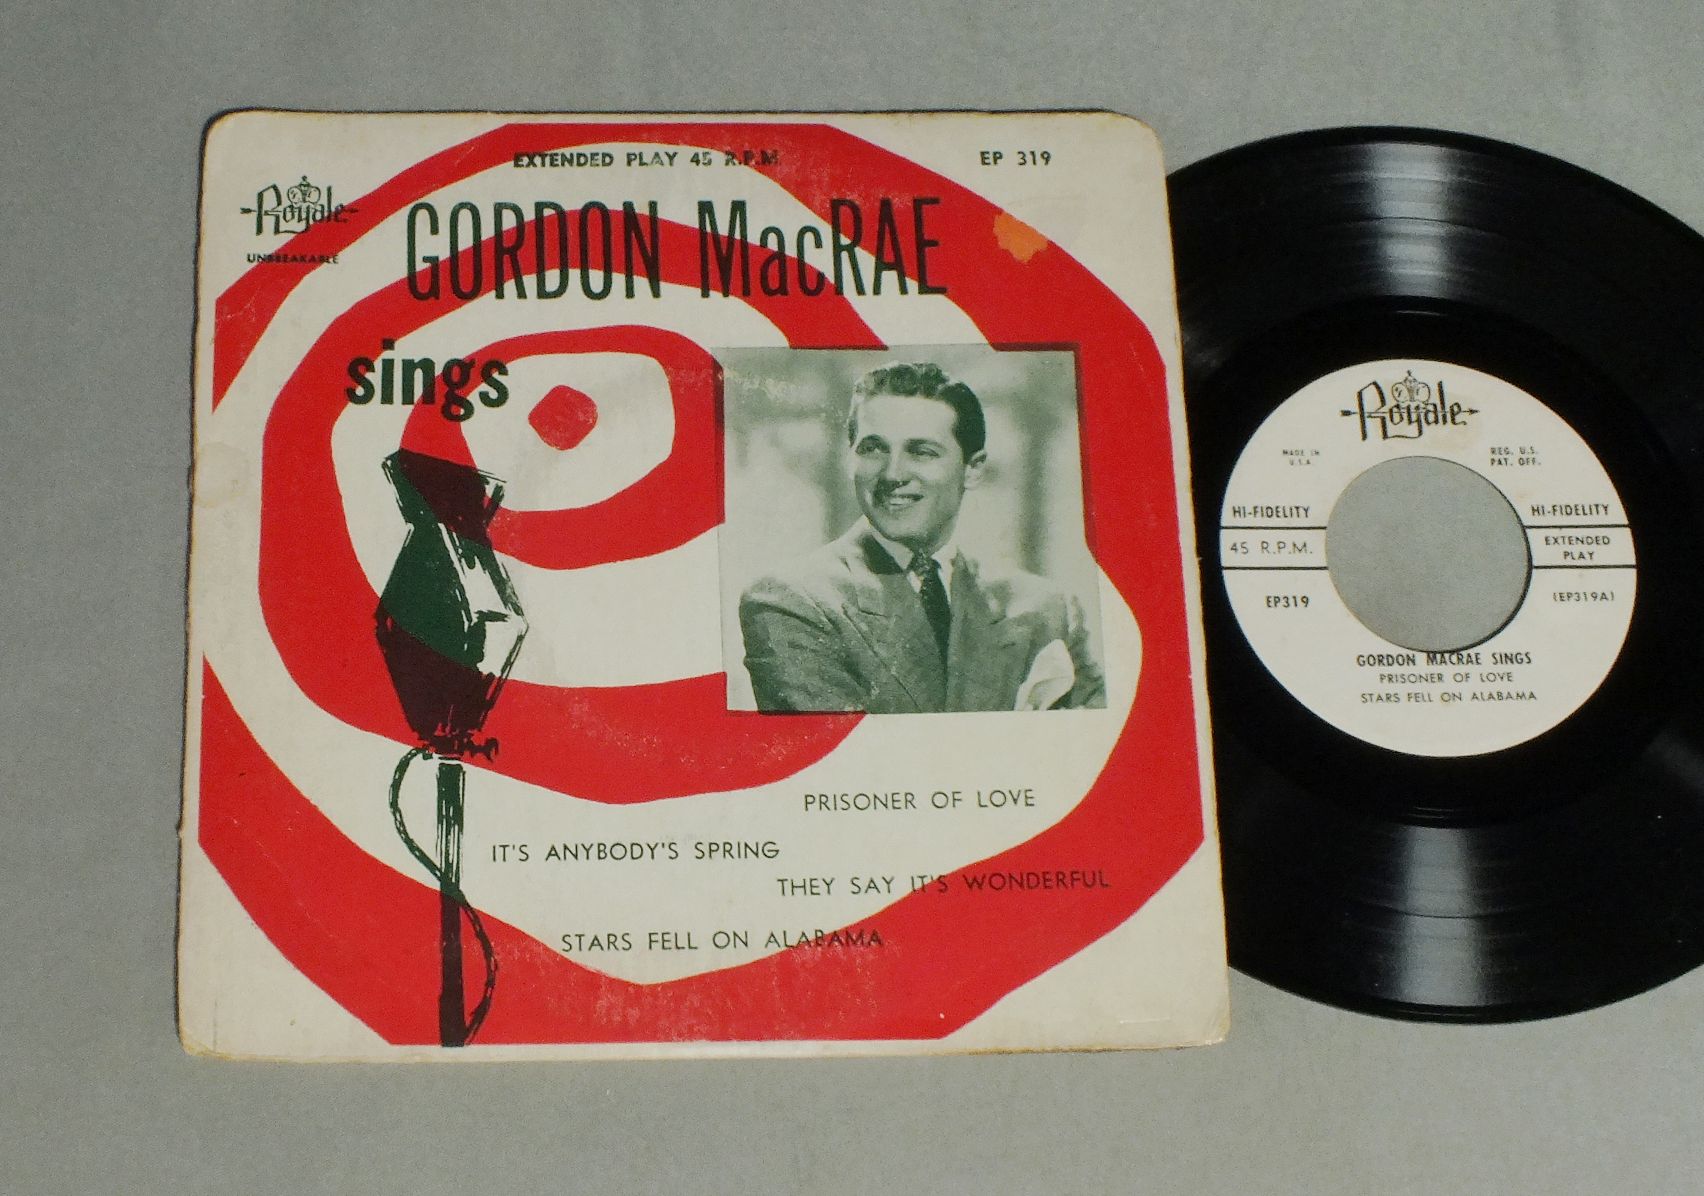 EXTENDED PLAY 45 R.P.M
EP 319
Royale
UNBREAKABLE
GORDON MacRAE
sings
PRISONER OF LOVE
IT'S ANYBODY'S SPRING
THEY SAY IT'S WONDERFUL
STARS FELL ON ALABAMA
Royale
MADE IN
U.S.A.
REG. U.S.
PAT. OFF.
HI-FIDELITY
HI-FIDELITY
45 R.P.M.
EXTENDED
PLAY
EP319
(EP319A)
GORDON MACRAE SINGS
PRISONER OF LOVE
STARS FELL ON ALABAMA